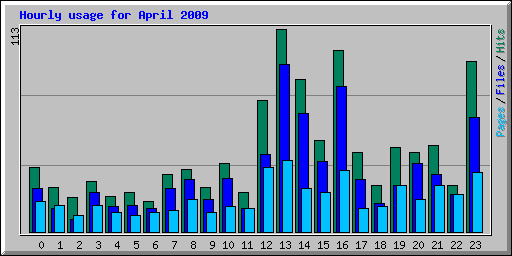 Hourly usage for April 2009
113
Pages / Files / Hits
0 1 2 3 4 5 6 7 8 9 10 11 12 13 14 15 16 17 18 19 20 21 22 23